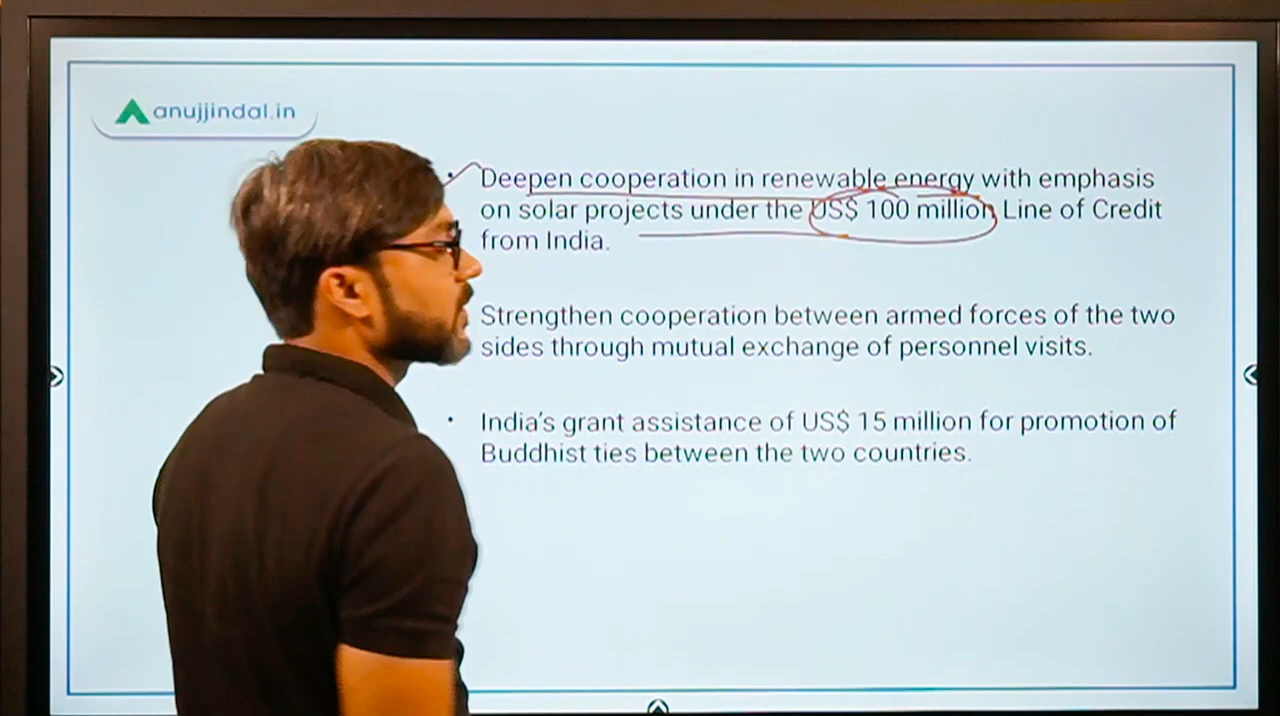 anujjindal.in
Deepen cooperation in renewable energy with emphasis
on solar projects under the US$ 100 million Line of Credit
from India.
Strengthen cooperation between armed forces of the two
sides through mutual exchange of personnel visits.
• India's grant assistance of US$ 15 million for promotion of
Buddhist ties between the two countries.